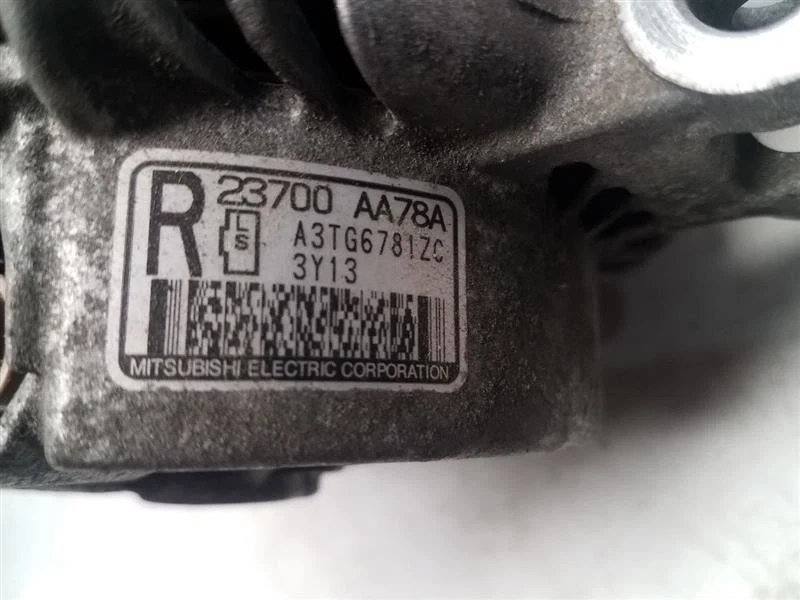 R 23700 AA78A
L
S
A3TG6781ZC
3Y13
MITSUBISHI ELECTRIC CORPORATION